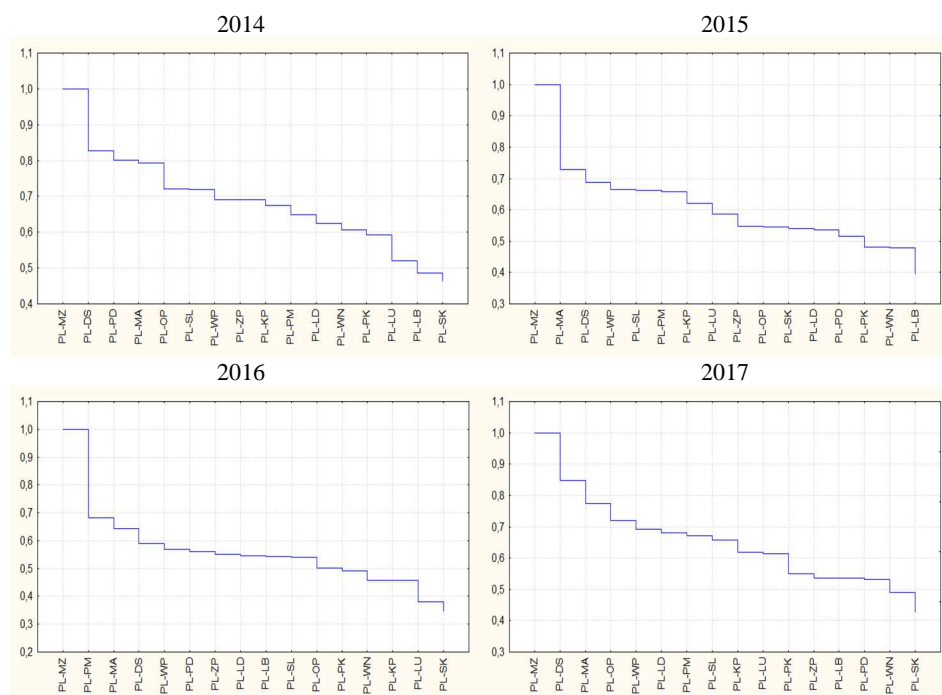 2014
1,1
1,0
0,9
0,8
0,7
0,6
0,5
0,4
PL-MZ
PL-DS
PL-PD
PL-MA
PL-OP
PL-SL
PL-WP
PL-ZP
PL-KP
PL-PM
PL-LD
PL-WN
PL-PK
PL-LU
PL-LB
PL-SK
2015
1,1
1,0
0,9
0,8
0,7
0,6
0,5
0,4
0,3
PL-MZ
PL-MA
PL-DS
PL-WP
PL-SL
PL-PM
PL-KP
PL-LU
PL-ZP
PL-OP
PL-SK
PL-LD
PL-PD
PL-PK
PL-WN
PL-LB
2016
1,1
1,0
0,9
0,8
0,7
0,6
0,5
0,4
0,3
0,2
PL-MZ
PL-PM
PL-MA
PL-DS
PL-WP
PL-PD
PL-ZP
PL-LD
PL-LB
PL-SL
PL-OP
PL-PK
PL-WN
PL-KP
PL-LU
PL-SK
2017
1,1
1,0
0,9
0,8
0,7
0,6
0,5
0,4
0,3
PL-MZ
PL-DS
PL-MA
PL-OP
PL-WP
PL-LD
PL-PM
PL-SL
PL-KP
PL-LU
PL-PK
PL-ZP
PL-LB
PL-PD
PL-WN
PL-SK